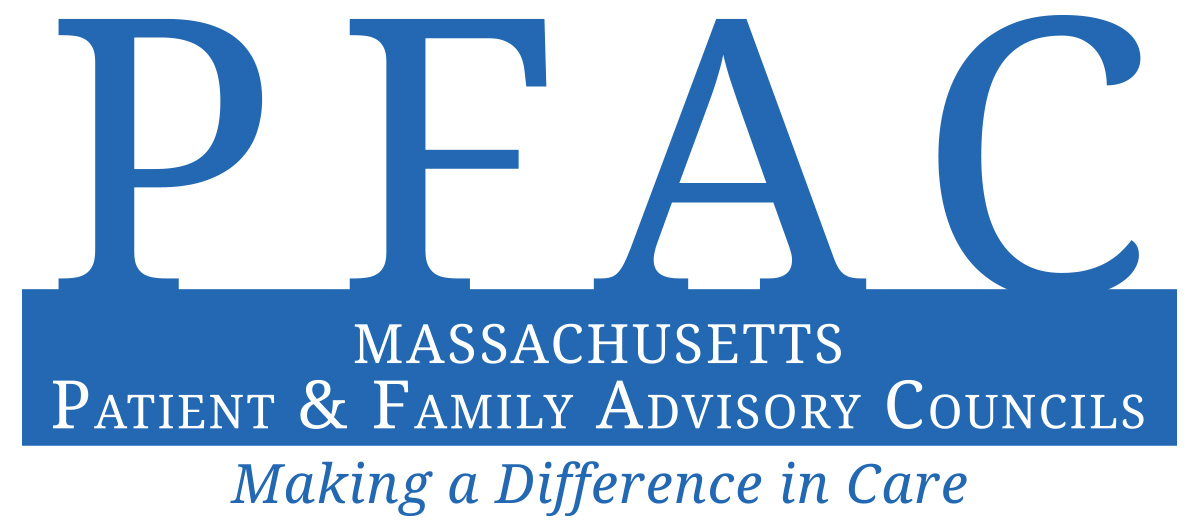 PFAC
MASSACHUSETTS
PATIENT & FAMILY ADVISORY COUNCILS
Making a Difference in Care